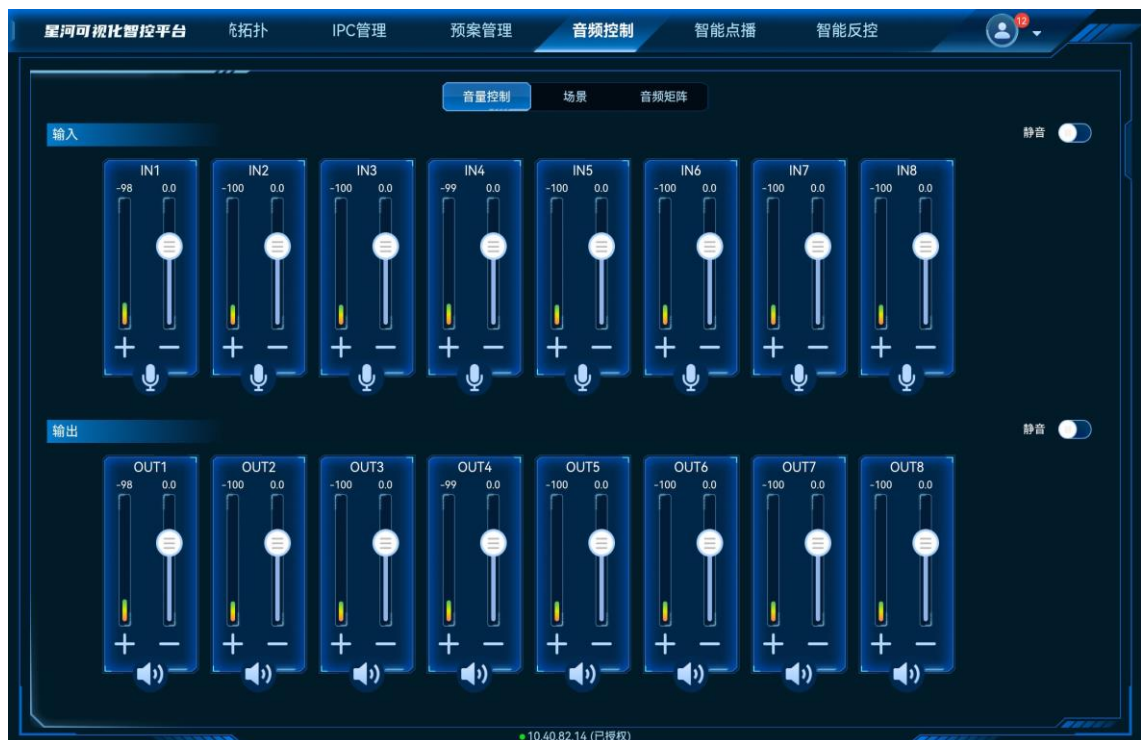 星河可视化智控平台 充拓扑 IPC管理 预案管理 音频控制 智能点播 智能反控 12
音量控制 场景 音频矩阵
输入 静音
IN1 IN2 IN3 IN4 IN5 IN6 IN7 IN8
-98 0.0 -100 0.0 -100 0.0 -99 0.0 -100 0.0 -100 0.0 -100 0.0 -100 0.0
输出 静音
OUT1 OUT2 OUT3 OUT4 OUT5 OUT6 OUT7 OUT8
-98 0.0 -100 0.0 -100 0.0 -99 0.0 -100 0.0 -100 0.0 -100 0.0 -100 0.0
10.40.82.14 (已授权)